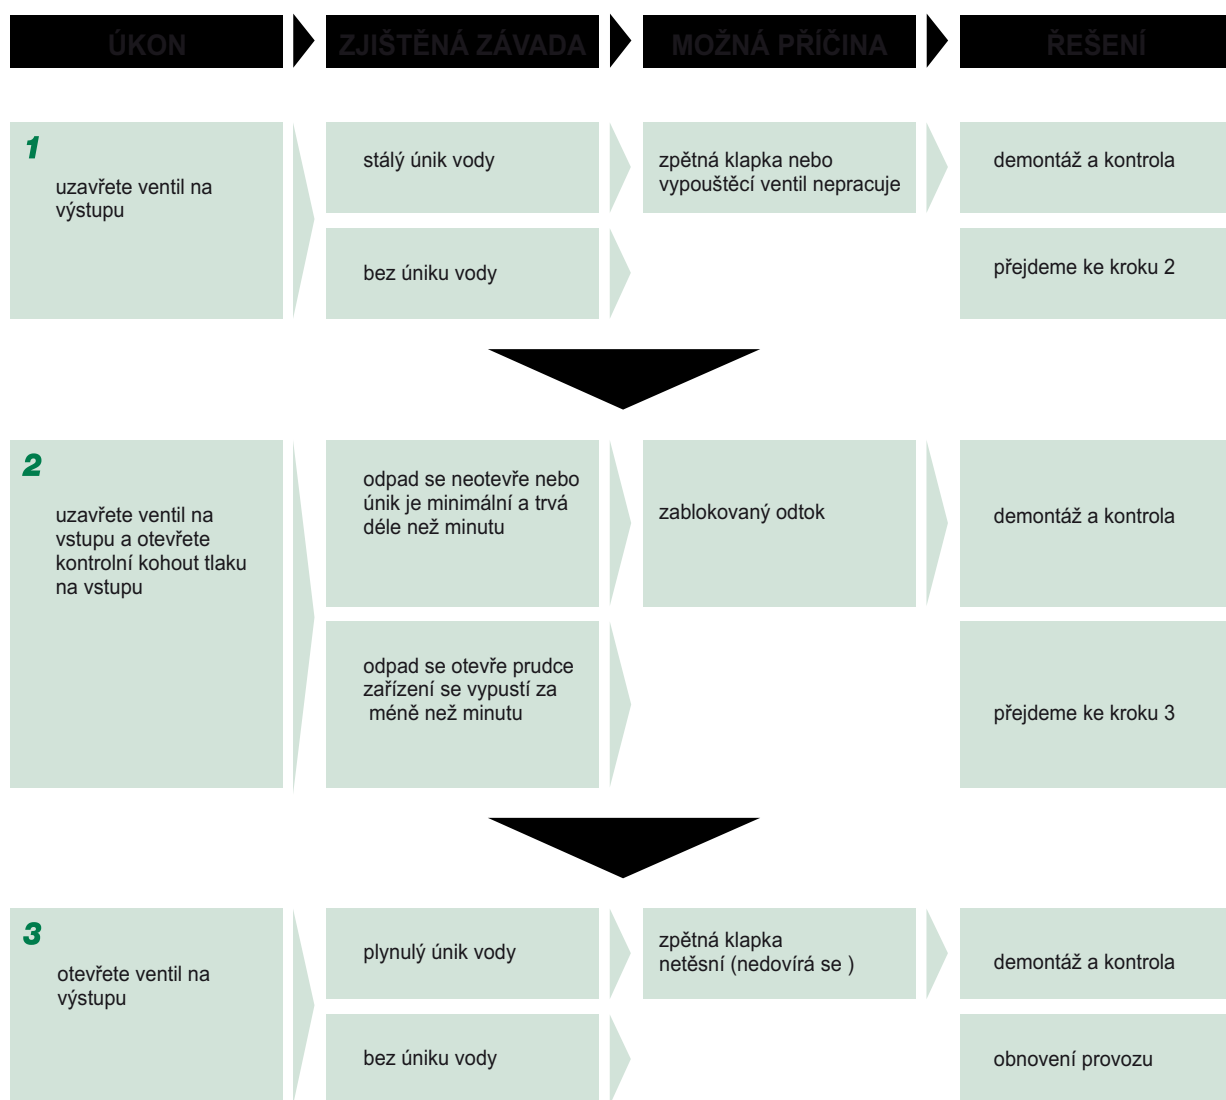 ÚKON
ZJIŠTĚNÁ ZÁVADA
MOŽNÁ PŘÍČINA
ŘEŠENÍ
1
uzavřete ventil na
výstupu
stálý únik vody
zpětná klapka nebo
vypouštěcí ventil nepracuje
demontáž a kontrola
bez úniku vody
přejdeme ke kroku 2
2
uzavřete ventil na
vstupu a otevřete
kontrolní kohout tlaku
na vstupu
odpad se neotevře nebo
únik je minimální a trvá
déle než minutu
zablokovaný odtok
demontáž a kontrola
odpad se otevře prudce
zařízení se vypustí za
méně než minutu
přejdeme ke kroku 3
3
otevřete ventil na
výstupu
plynulý únik vody
zpětná klapka
netěsní (nedovírá se )
demontáž a kontrola
bez úniku vody
obnovení provozu